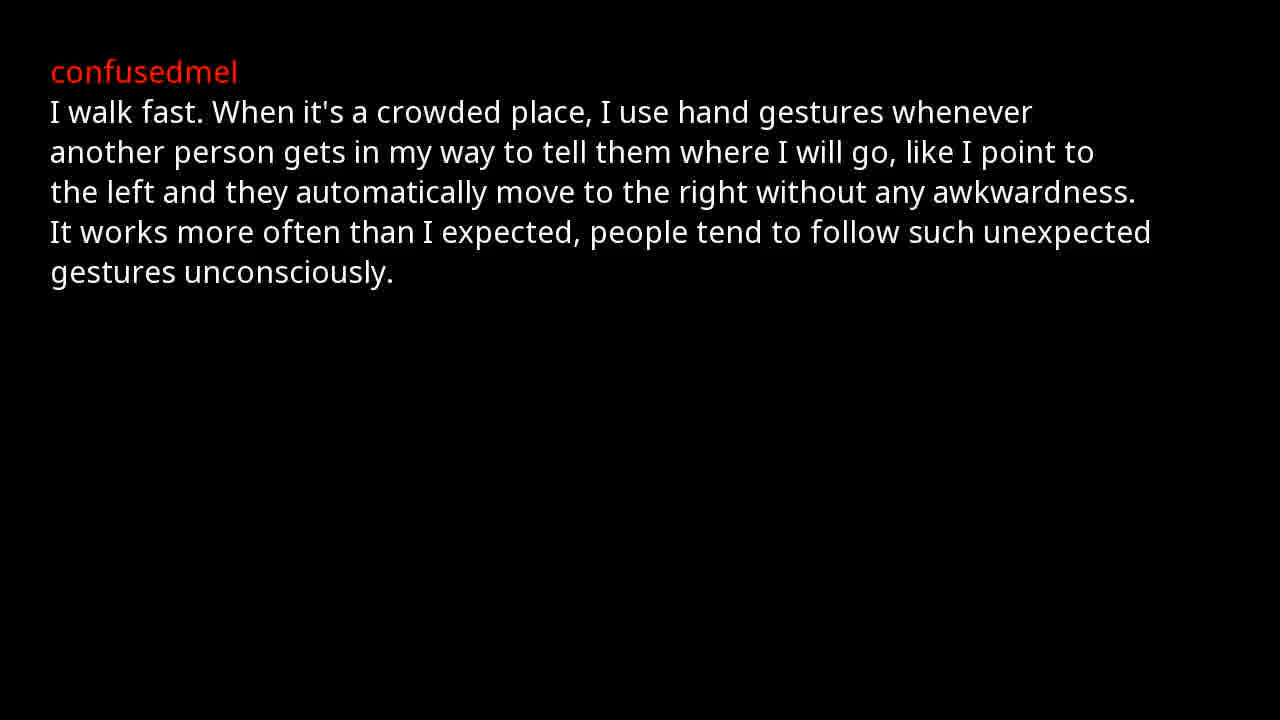 confusedmel
I walk fast. When it's a crowded place, I use hand gestures whenever
another person gets in my way to tell them where I will go, like I point to
the left and they automatically move to the right without any awkwardness.
It works more often than I expected, people tend to follow such unexpected
gestures unconsciously.